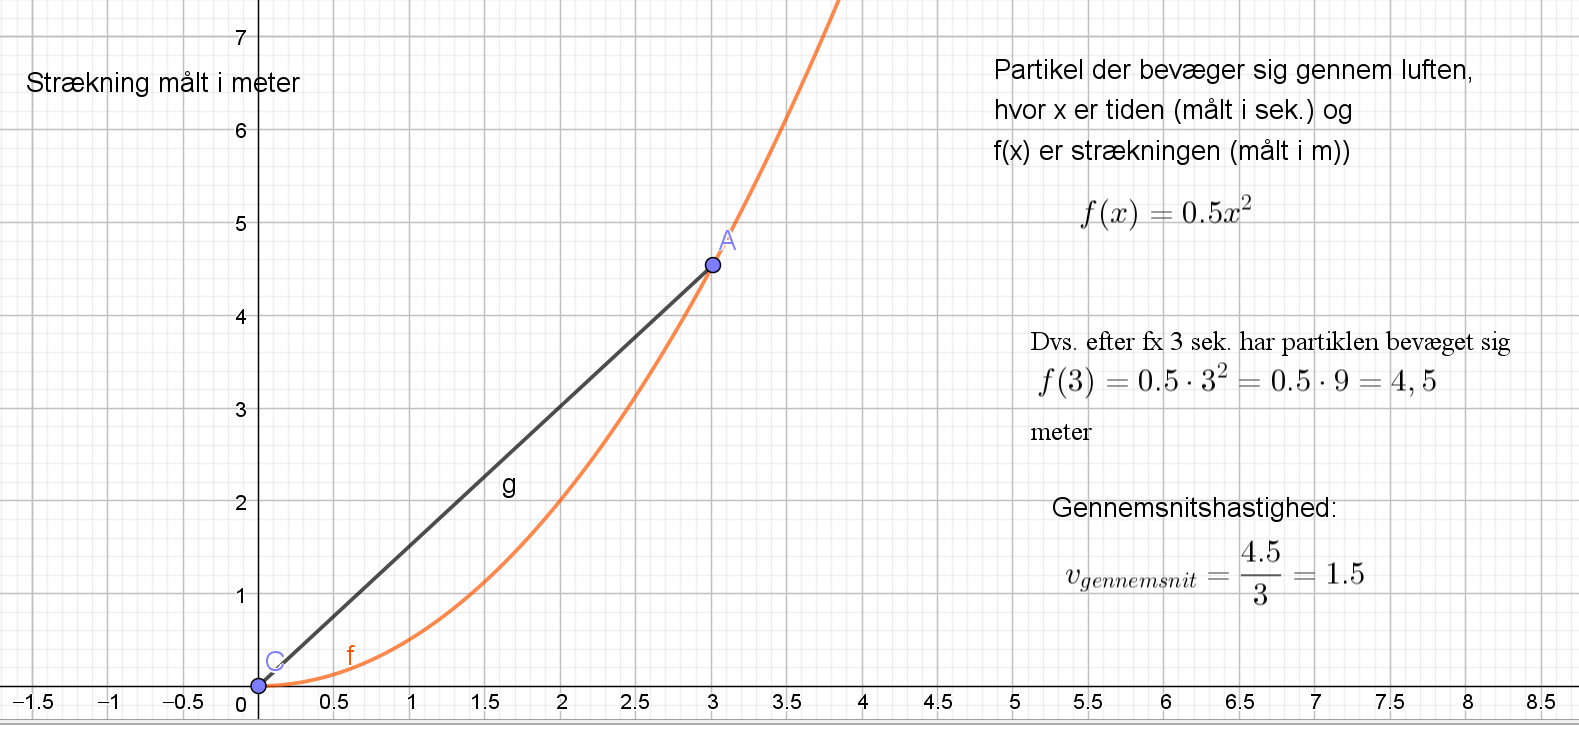 Strækning målt i meter
7
6
5
4
3
2
1
0
−1.5 −1 −0.5 0.5 1 1.5 2 2.5 3 3.5 4 4.5 5 5.5 6 6.5 7 7.5 8 8.5
A
g
C
f
Partikel der bevæger sig gennem luften,
hvor x er tiden (målt i sek.) og
f(x) er strækningen (målt i m))
f(x) = 0.5x²
Dvs. efter fx 3 sek. har partiklen bevæget sig
f(3) = 0.5 · 3² = 0.5 · 9 = 4, 5
meter
Gennemsnitshastighed:
v_gennemsnit = 4.5/3 = 1.5